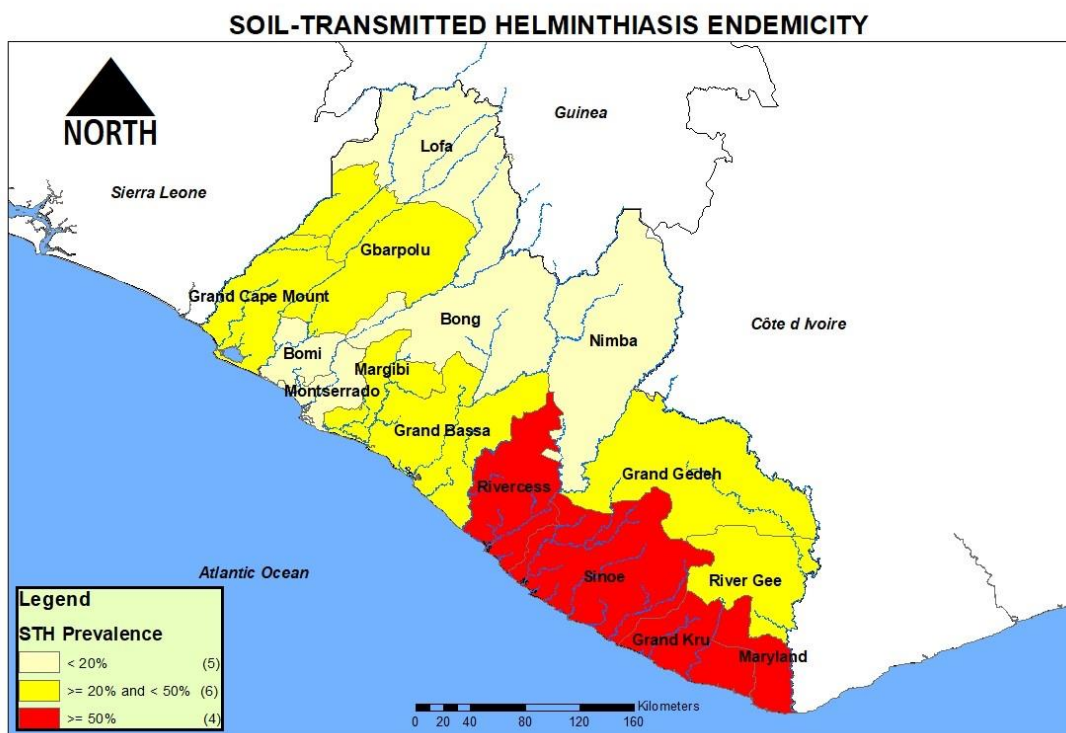 SOIL-TRANSMITTED HELMINTHIASIS ENDEMICITY
NORTH
Guinea
Lofa
Sierra Leone
Gbarpolu
Grand Cape Mount
Bong
Côte d Ivoire
Nimba
Bomi
Margibi
Montserrado
Grand Bassa
Grand Gedeh
Rivercess
Atlantic Ocean
Sinoe
River Gee
Grand Kru
Maryland
Legend
STH Prevalence
< 20% (5)
>= 20% and < 50% (6)
>= 50% (4)
Kilometers
0 20 40 80 120 160